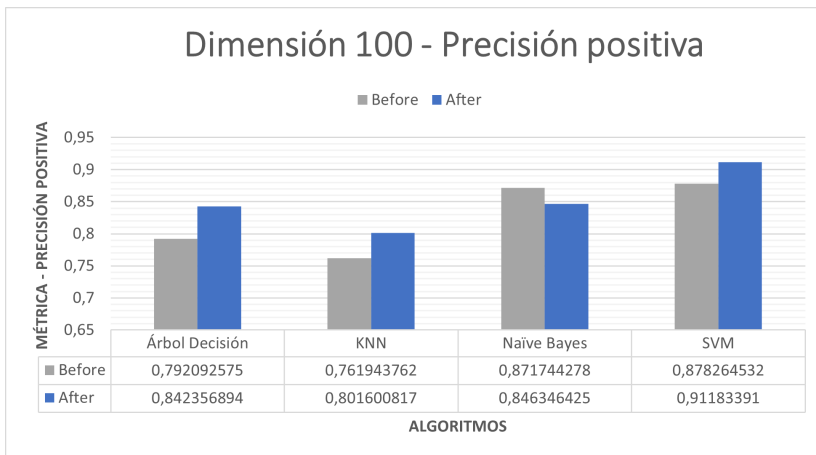 Dimensión 100 - Precisión positiva
Before After
MÉTRICA - PRECISIÓN POSITIVA
0,95
0,9
0,85
0,8
0,75
0,7
0,65
Árbol Decisión KNN Naïve Bayes SVM
Before 0,792092575 0,761943762 0,871744278 0,878264532
After 0,842356894 0,801600817 0,846346425 0,91183391
ALGORITMOS